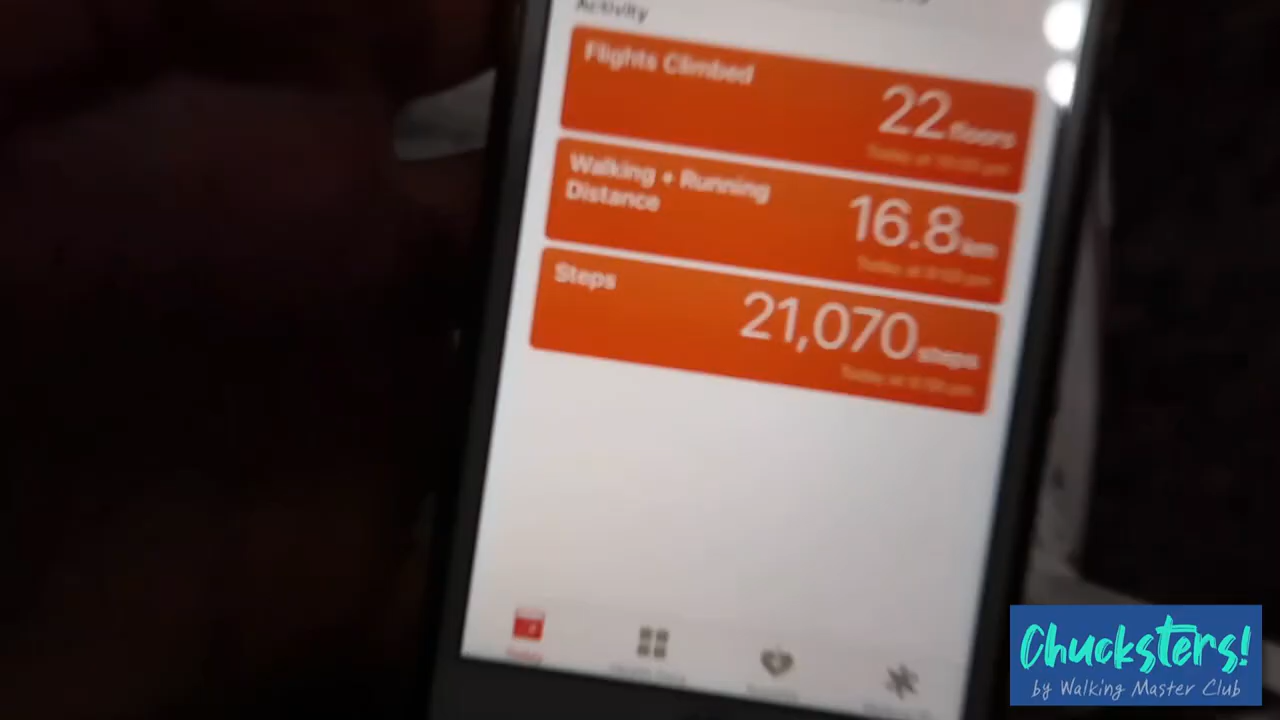 Activity
Flights Climbed
22 floors
Walking + Running
Distance
16.8 km
Steps
21,070 steps
Chucksters!
by Walking Master Club